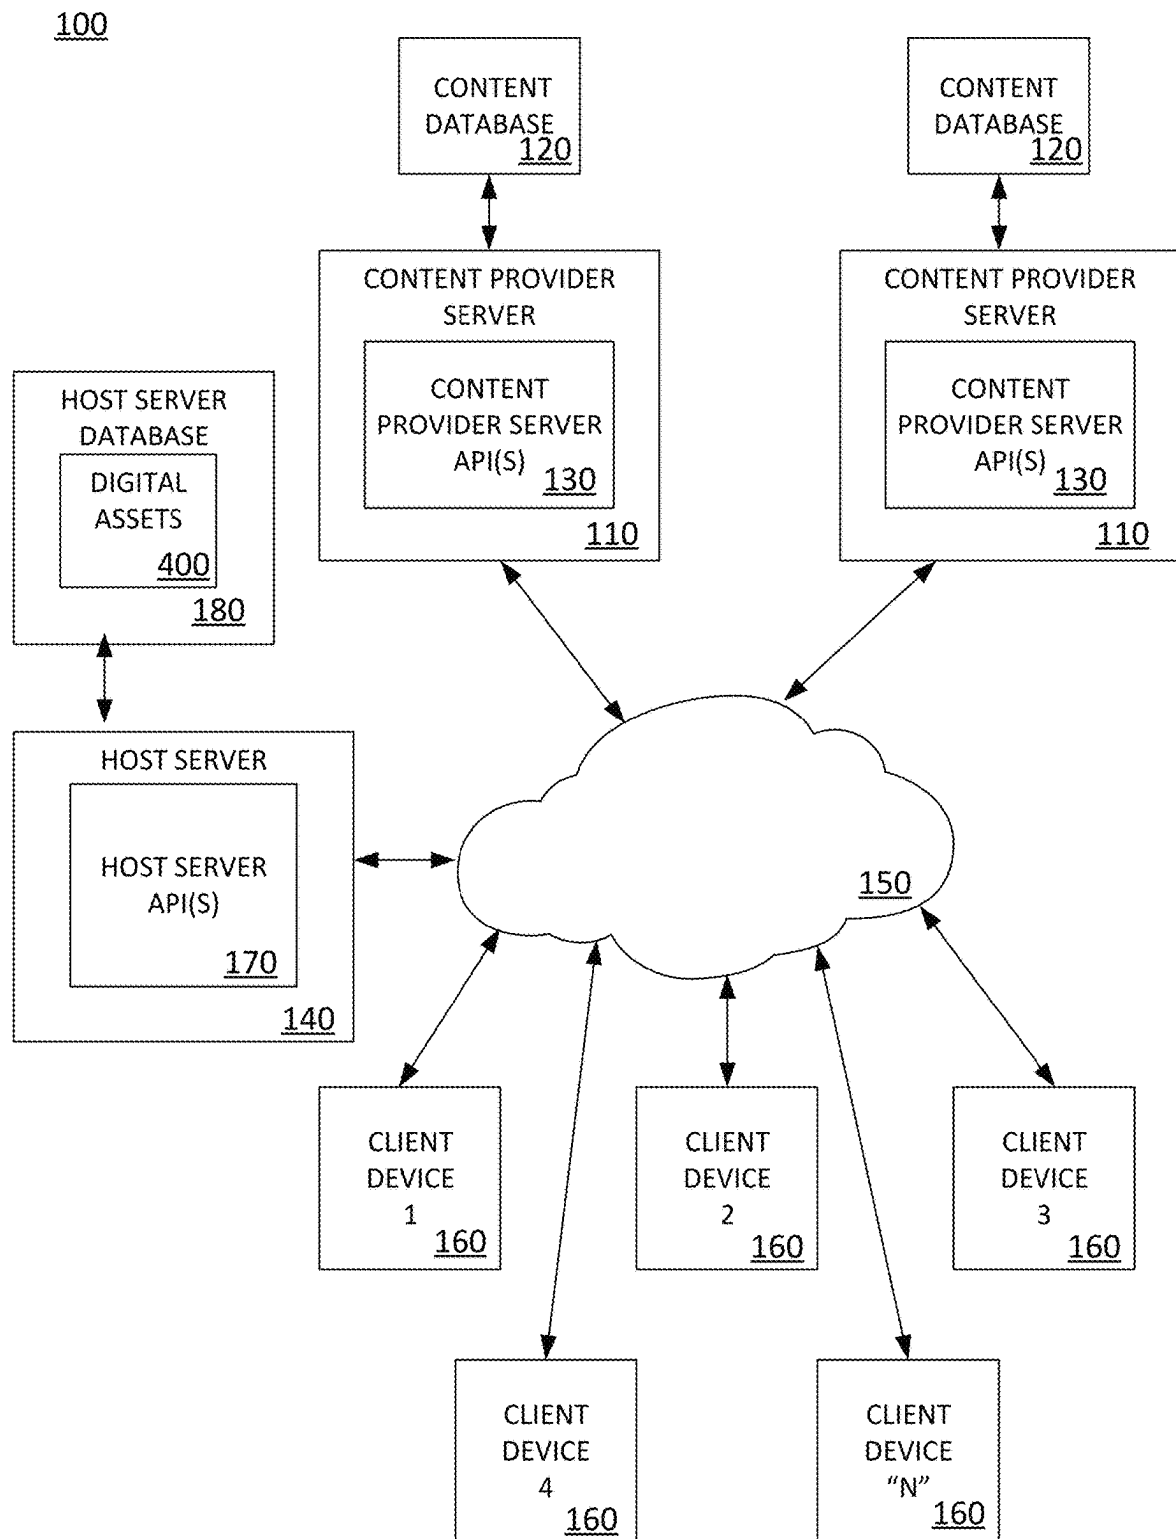 100
CONTENT
DATABASE
120
CONTENT
DATABASE
120
CONTENT PROVIDER
SERVER
CONTENT
PROVIDER SERVER
API(S)
130
110
CONTENT PROVIDER
SERVER
CONTENT
PROVIDER SERVER
API(S)
130
110
HOST SERVER
DATABASE
DIGITAL
ASSETS
400
180
HOST SERVER
HOST SERVER
API(S)
170
140
150
CLIENT
DEVICE
1
160
CLIENT
DEVICE
2
160
CLIENT
DEVICE
3
160
CLIENT
DEVICE
4
160
CLIENT
DEVICE
“N”
160